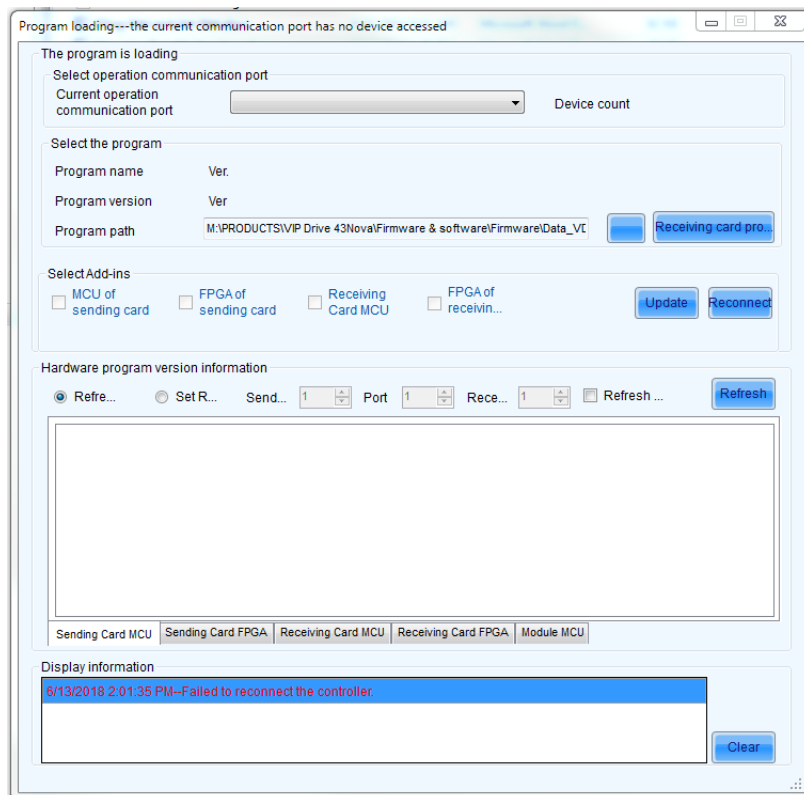 Program loading---the current communication port has no device accessed
The program is loading
Select operation communication port
Current operation
communication port
Device count
Select the program
Program name Ver.
Program version Ver
Program path M:\PRODUCTS\VIP Drive 43Nova\Firmware & software\Firmware\Data_VD Receiving card pro...
Select Add-ins
MCU of
sending card
FPGA of
sending card
Receiving
Card MCU
FPGA of
receivin...
Update Reconnect
Hardware program version information
Refre... Set R... Send... 1 Port 1 Rece... 1 Refresh ... Refresh
Sending Card MCU Sending Card FPGA Receiving Card MCU Receiving Card FPGA Module MCU
Display information
6/13/2018 2:01:35 PM--Failed to reconnect the controller.
Clear